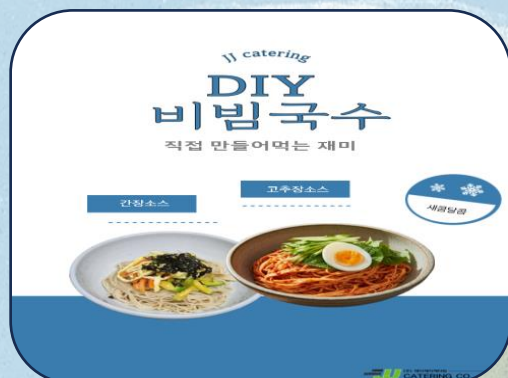 JJ catering
DIY
비빔국수
직접 만들어먹는 재미
고추장소스
간장소스
새콤달콤
CATERING CO